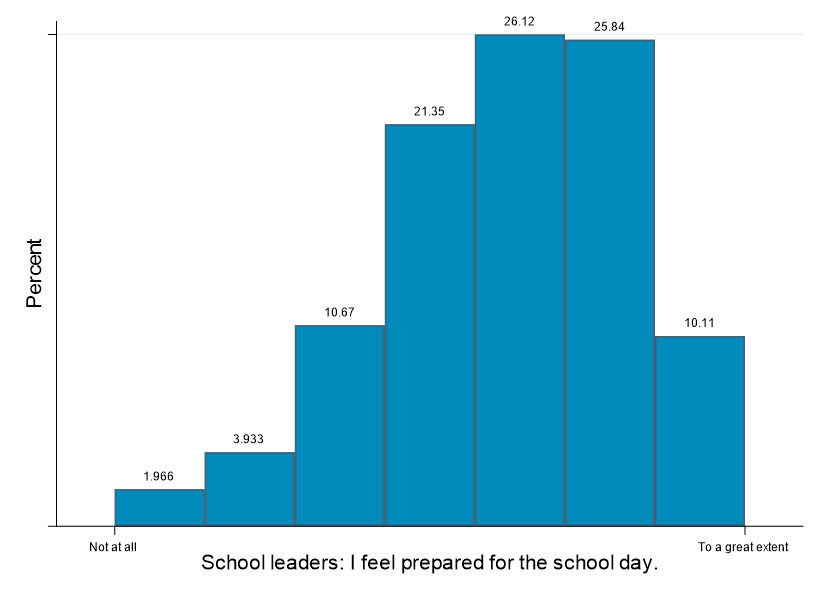 26.12
25.84
21.35
10.67
10.11
3.933
1.966
Percent
Not at all
To a great extent
School leaders: I feel prepared for the school day.